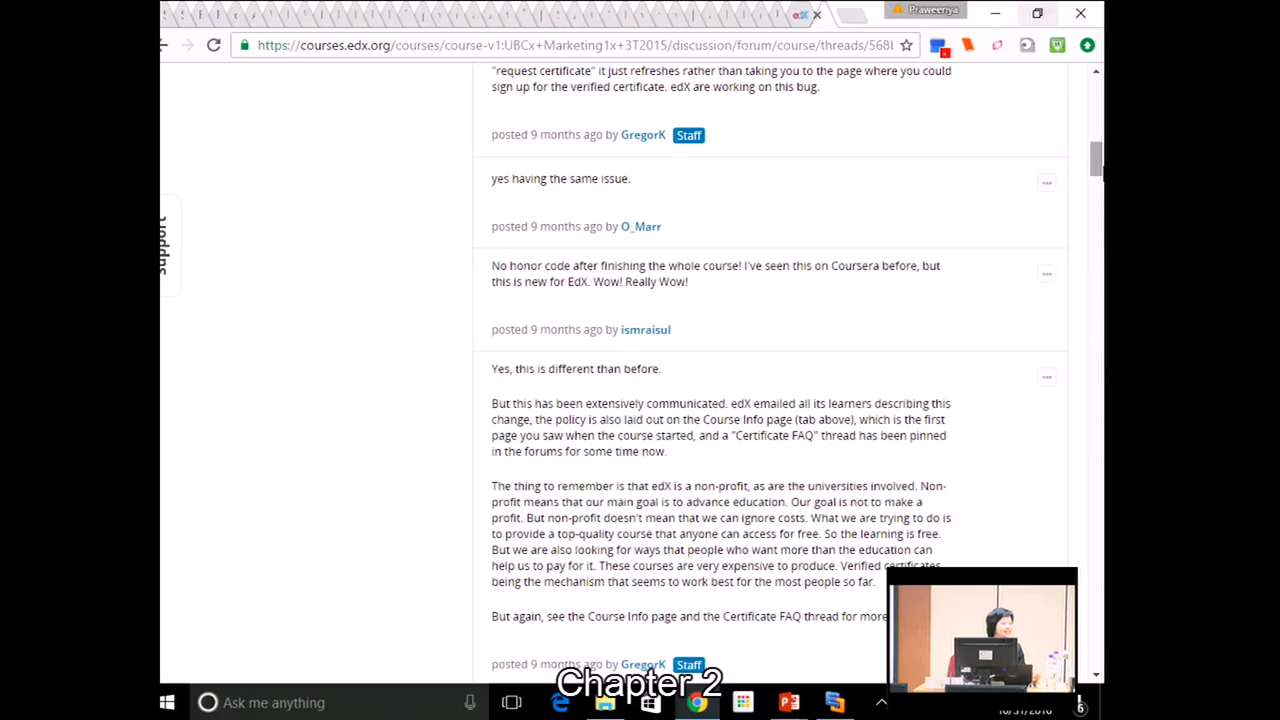 Praweenya
https://courses.edx.org/courses/course-v1:UBCx+Marketing1x+3T2015/discussion/forum/course/threads/568
"request certificate" it just refreshes rather than taking you to the page where you could
sign up for the verified certificate. edX are working on this bug.
posted 9 months ago by GregorK Staff
yes having the same issue.
posted 9 months ago by O_Marr
No honor code after finishing the whole course! I've seen this on Coursera before, but
this is new for EdX. Wow! Really Wow!
posted 9 months ago by ismraisul
Yes, this is different than before.
But this has been extensively communicated. edX emailed all its learners describing this
change, the policy is also laid out on the Course Info page (tab above), which is the first
page you saw when the course started, and a "Certificate FAQ" thread has been pinned
in the forums for some time now.
The thing to remember is that edX is a non-profit, as are the universities involved. Non-
profit means that our main goal is to advance education. Our goal is not to make a
profit. But non-profit doesn't mean that we can ignore costs. What we are trying to do is
to provide a top-quality course that anyone can access for free. So the learning is free.
But we are also looking for ways that people who want more than the education can
help us to pay for it. These courses are very expensive to produce. Verified certificates
being the mechanism that seems to work best for the most people so far.
But again, see the Course Info page and the Certificate FAQ thread for more
posted 9 months ago by GregorK Staff
Support
Chapter 2
Ask me anything